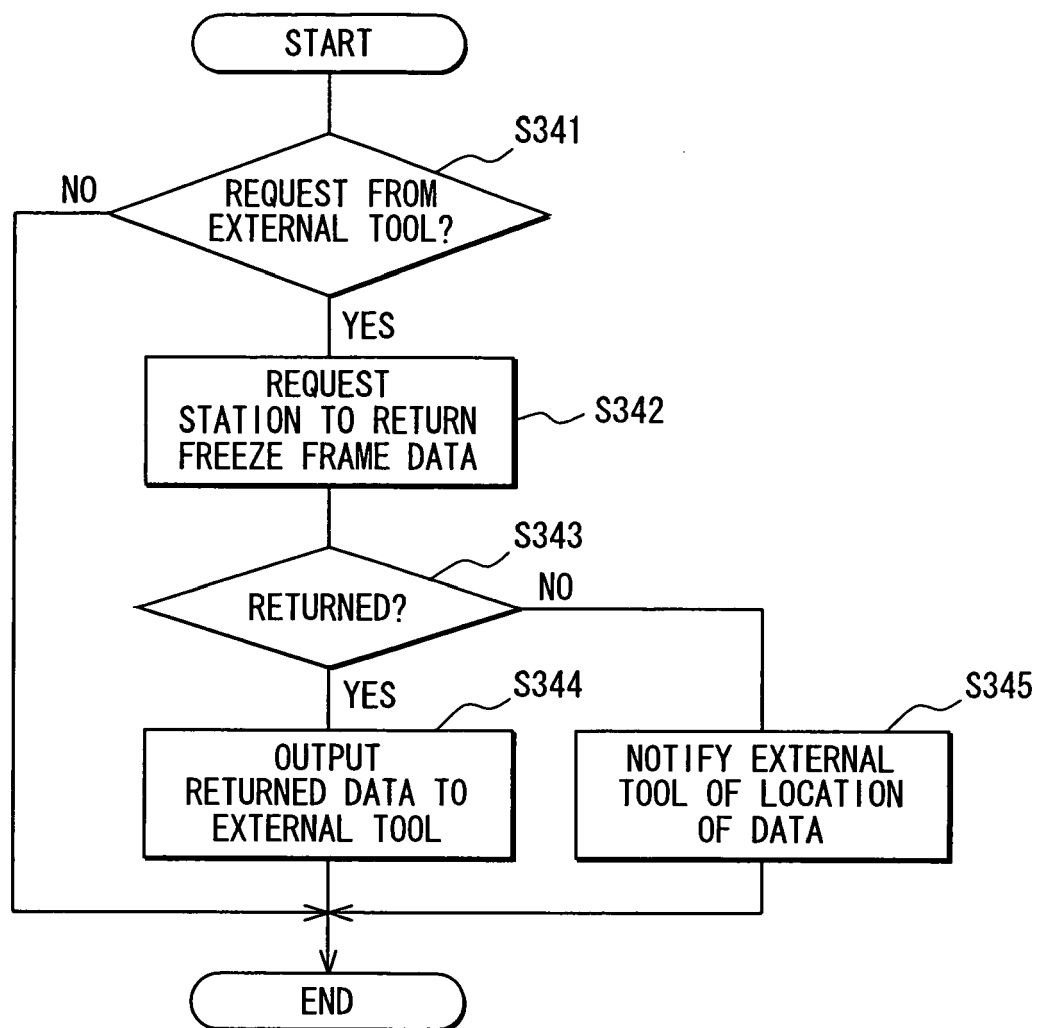 START
S341
NO
REQUEST FROM
EXTERNAL TOOL?
YES
REQUEST
STATION TO RETURN
FREEZE FRAME DATA
S342
S343
NO
RETURNED?
YES
S344
S345
OUTPUT
RETURNED DATA TO
EXTERNAL TOOL
NOTIFY EXTERNAL
TOOL OF LOCATION
OF DATA
END